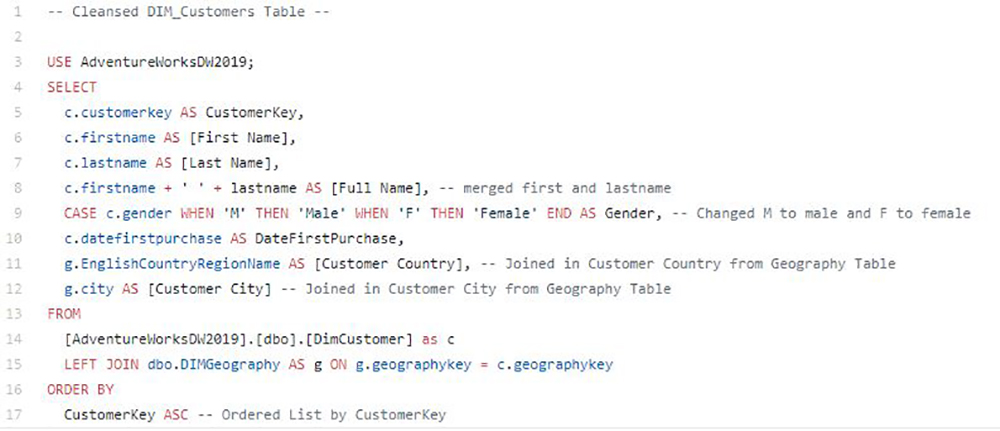 1 -- Cleansed DIM_Customers Table --
2
3 USE AdventureWorksDW2019;
4 SELECT
5 c.customerkey AS CustomerKey,
6 c.firstname AS [First Name],
7 c.lastname AS [Last Name],
8 c.firstname + ' ' + lastname AS [Full Name], -- merged first and lastname
9 CASE c.gender WHEN 'M' THEN 'Male' WHEN 'F' THEN 'Female' END AS Gender, -- Changed M to male and F to female
10 c.datefirstpurchase AS DateFirstPurchase,
11 g.EnglishCountryRegionName AS [Customer Country], -- Joined in Customer Country from Geography Table
12 g.city AS [Customer City] -- Joined in Customer City from Geography Table
13 FROM
14 [AdventureWorksDW2019].[dbo].[DimCustomer] as c
15 LEFT JOIN dbo.DIMGeography AS g ON g.geographykey = c.geographykey
16 ORDER BY
17 CustomerKey ASC -- Ordered List by CustomerKey